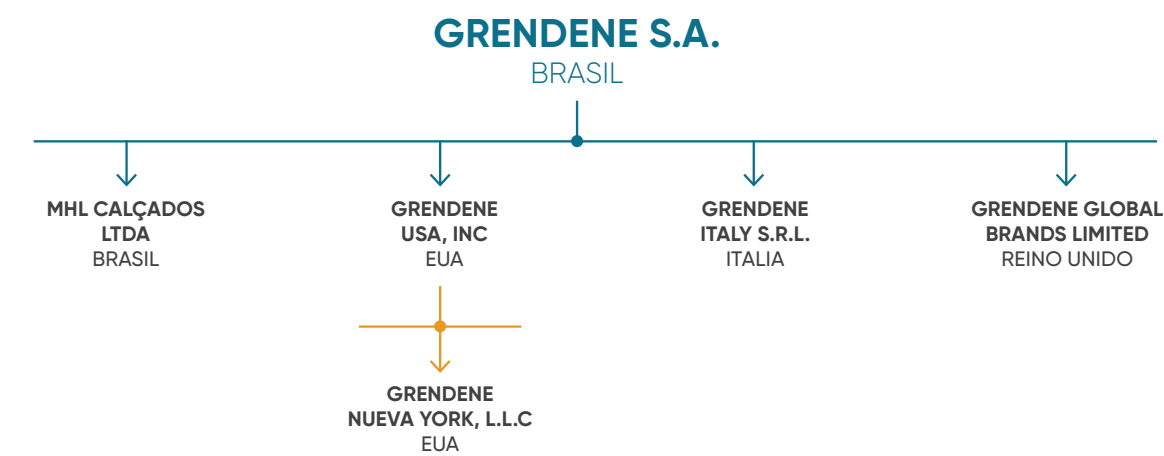 GRENDENE S.A.
BRASIL
MHL CALÇADOS
LTDA
BRASIL
GRENDENE
USA, INC
EUA
GRENDENE
ITALY S.R.L.
ITALIA
GRENDENE GLOBAL
BRANDS LIMITED
REINO UNIDO
GRENDENE
NUEVA YORK, L.L.C
EUA